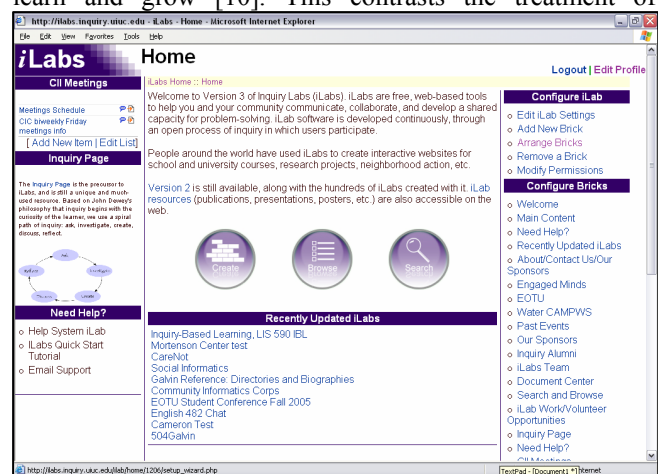 learn and grow [10]. This contrasts the treatment of
http://ilabs.inquiry.uiuc.edu - iLabs - Home - Microsoft Internet Explorer
File Edit View Favorites Tools Help
iLabs
Home
Logout | Edit Profile
CII Meetings
Meetings Schedule
CIC biweekly Friday
meetings info
[ Add New Item | Edit List]
Inquiry Page
The Inquiry Page is the precursor to
iLabs, and is still a unique and much-
used resource. Based on John Dewey's
philosophy that inquiry begins with the
curiosity of the learner, we use a spiral
path of inquiry: ask, investigate, create,
discuss, reflect.
Ask
Need Help?
Help System iLab
ILabs Quick Start
Tutorial
Email Support
iLabs Home :: Home
Welcome to Version 3 of Inquiry Labs (iLabs). iLabs are free, web-based tools
to help you and your community communicate, collaborate, and develop a shared
capacity for problem-solving. iLab software is developed continuously, through
an open process of inquiry in which users participate.
People around the world have used iLabs to create interactive websites for
school and university courses, research projects, neighborhood action, etc.
Version 2 is still available, along with the hundreds of iLabs created with it. iLab
resources (publications, presentations, posters, etc.) are also accessible on the
web.
Create
Browse
Search
Recently Updated iLabs
Inquiry-Based Learning, LIS 590 IBL
Mortenson Center test
CareNot
Social Informatics
Galvin Reference: Directories and Biographies
Community Informatics Corps
EOTU Student Conference Fall 2005
English 482 Chat
Cameron Test
504Galvin
Configure iLab
Edit iLab Settings
Add New Brick
Arrange Bricks
Remove a Brick
Modify Permissions
Configure Bricks
Welcome
Main Content
Need Help?
Recently Updated iLabs
About/Contact Us/Our
Sponsors
Engaged Minds
EOTU
Water CAMPWS
Past Events
Our Sponsors
Inquiry Alumni
iLabs Team
Document Center
Search and Browse
iLab Work/Volunteer
Opportunities
Inquiry Page
Need Help?
CII Meetings
http://ilabs.inquiry.uiuc.edu/ilab/home/1206/setup_wizard.php
TextPad - [Document1 *]